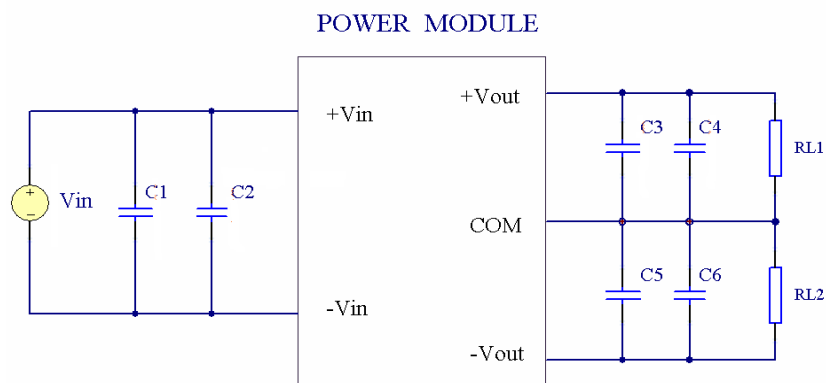 POWER MODULE
+Vin
+Vout
C3
C4
RL1
+
−
Vin
C1
C2
COM
C5
C6
RL2
-Vin
-Vout